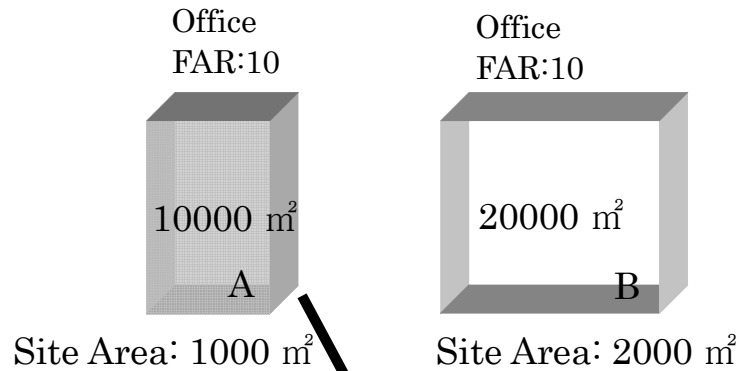 Office
FAR:10
10000 ㎡
A
Site Area: 1000 ㎡
Office
FAR:10
20000 ㎡
B
Site Area: 2000 ㎡